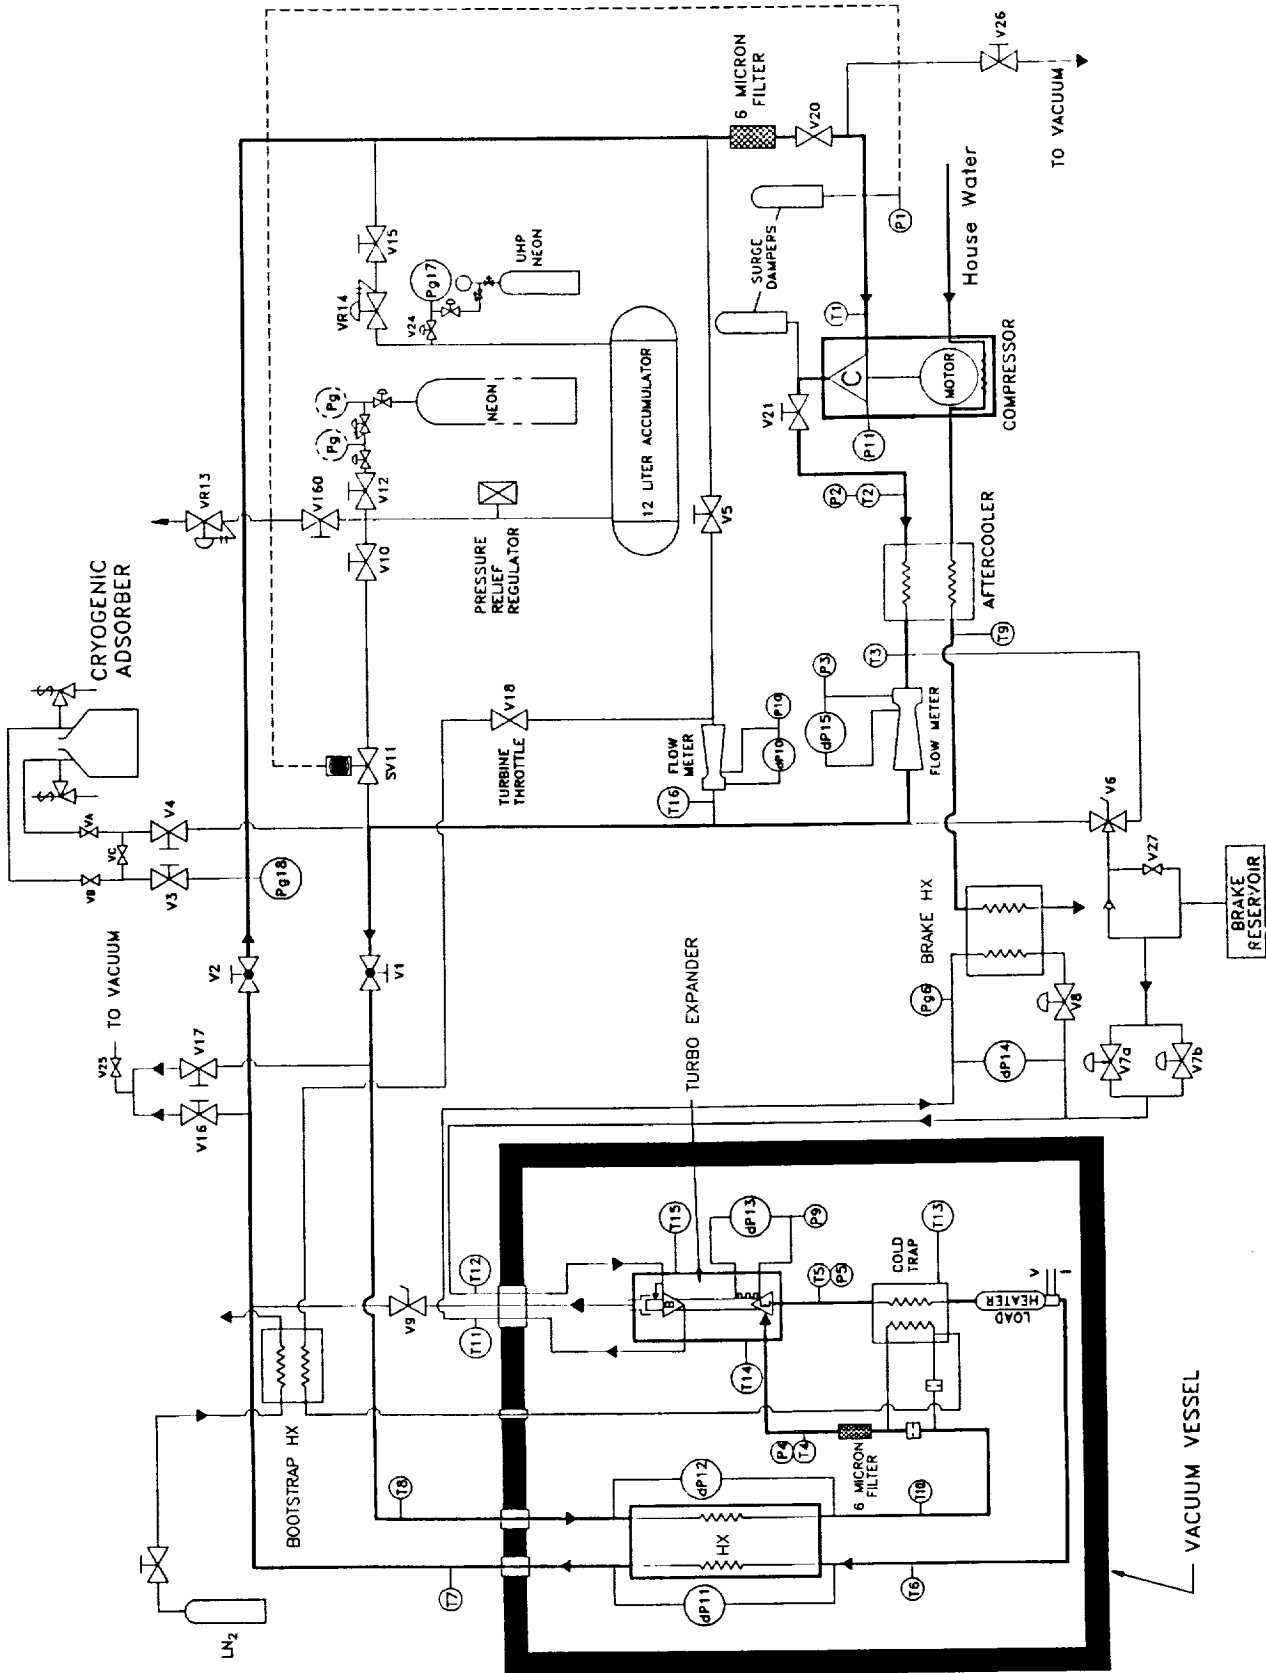 V26
TO VACUUM
6 MICRON
FILTER
V20
House Water
P1
SURGE
DAMPERS
T1
COMPRESSOR
C
MOTOR
P11
V21
P2
T2
AFTERCOOLER
T9
T3
P3
dP15
FLOW METER
V15
VR14
V24
Pg17
UHP
NEON
12 LITER ACCUMULATOR
NEON
Pg
Pg
V12
V160
VR13
V10
PRESSURE
RELIEF
REGULATOR
V5
V18
TURBINE
THROTTLE
SV11
FLOW
METER
P10
dP10
T16
CRYOGENIC
ADSORBER
VA
VB
VC
V4
V3
Pg18
V2
V1
TO VACUUM
V25
V17
V16
TURBO EXPANDER
BRAKE HX
Pg6
V8
dP14
V6
V27
BRAKE
RESERVOIR
V7a
V7b
BOOTSTRAP HX
LN2
V9
T12
T11
T15
T14
B
E
dP13
P9
T5
P5
COLD
TRAP
T13
LOAD
HEATER
V
I
P4
T4
6 MICRON
FILTER
T8
T7
dP12
HX
dP11
T10
T6
VACUUM VESSEL